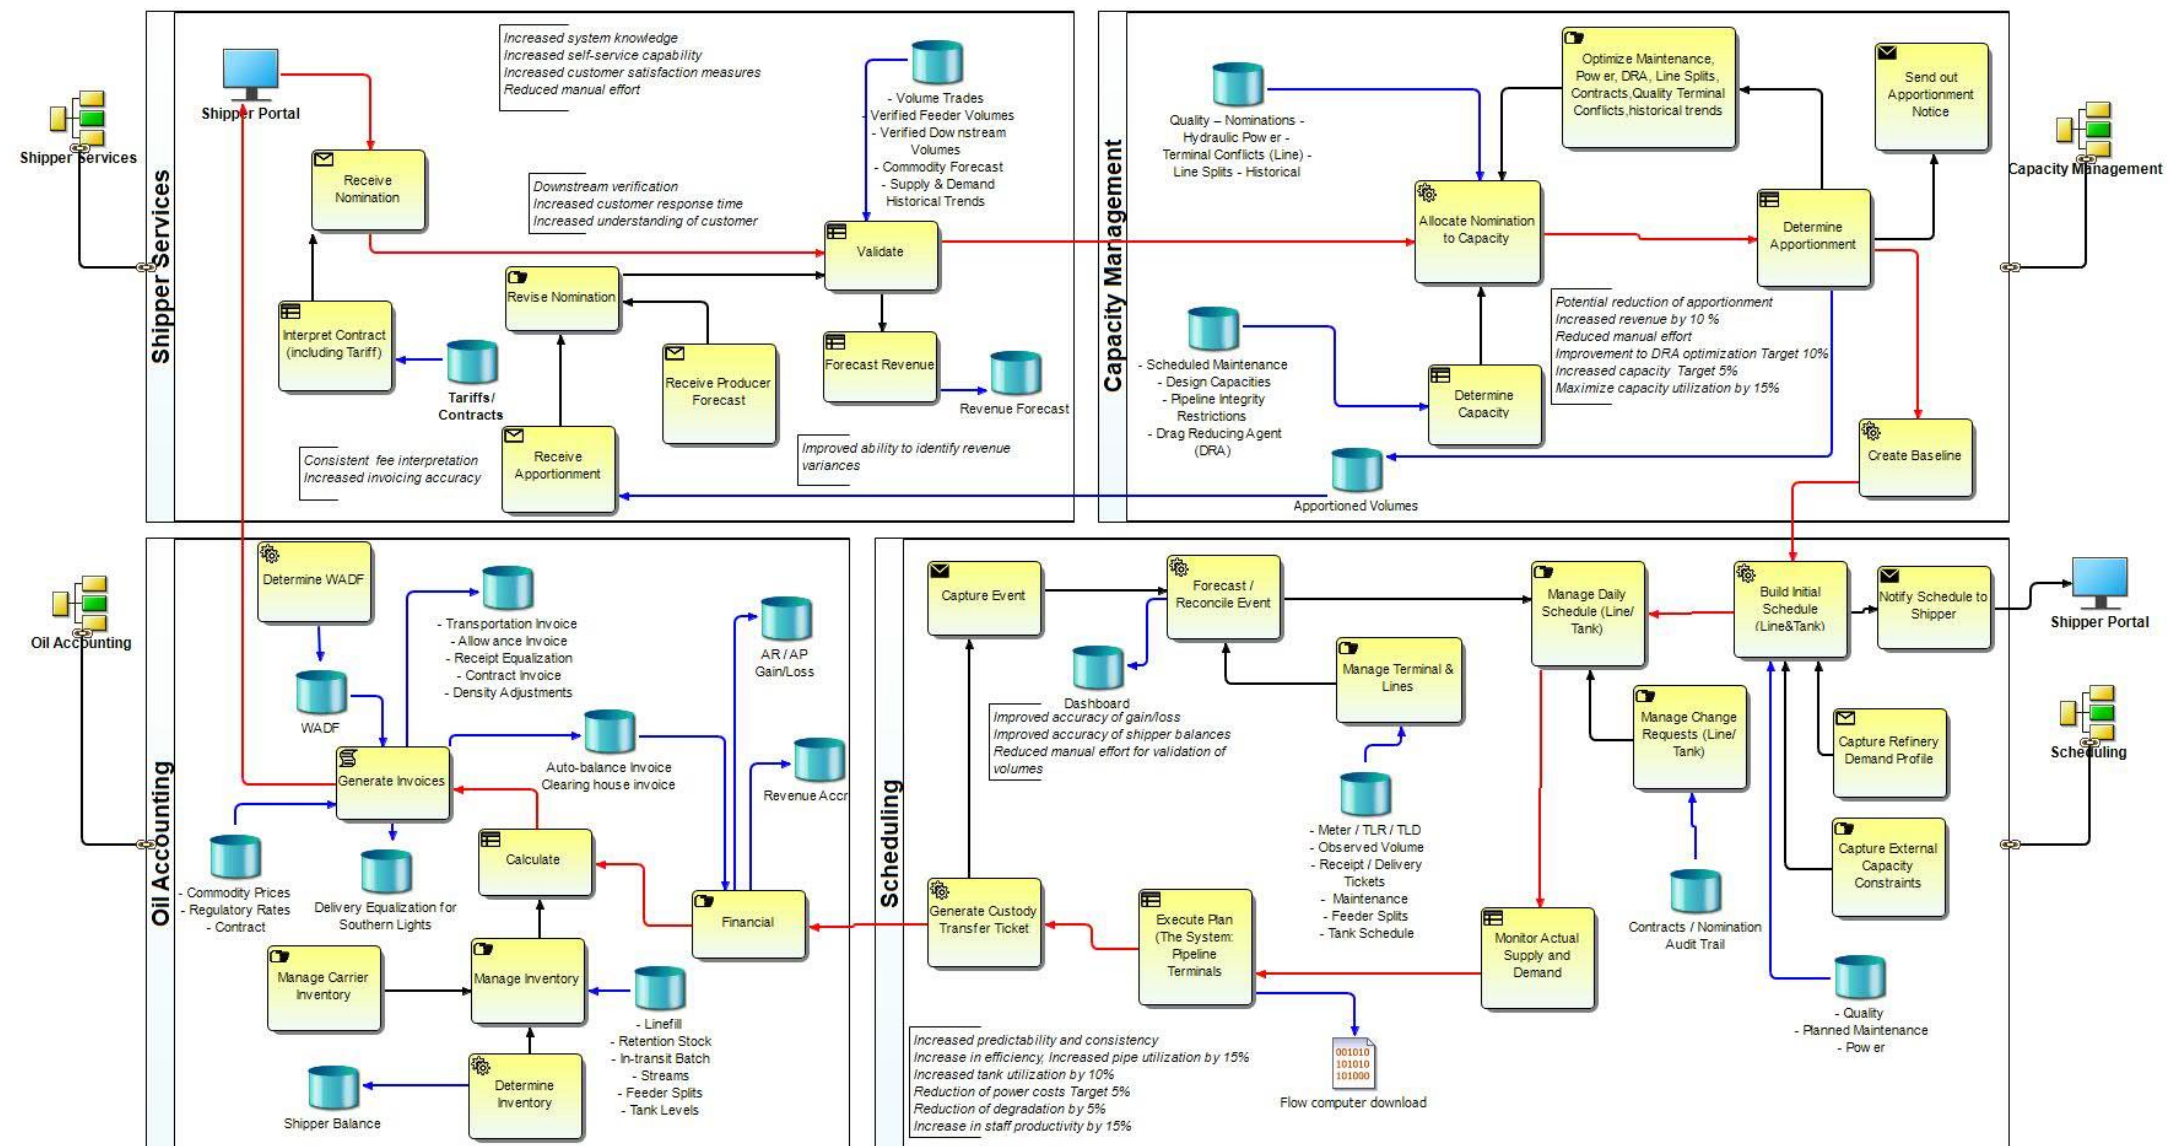 Shipper Services
Shipper Services
Shipper Portal
Increased system knowledge
Increased self-service capability
Increased customer satisfaction measures
Reduced manual effort
Receive
Nomination
Downstream verification
Increased customer response time
Increased understanding of customer
- Volume Trades
- Verified Feeder Volumes
- Verified Downstream
Volumes
- Commodity Forecast
- Supply & Demand
Historical Trends
Validate
Revise Nomination
Interpret Contract
(including Tariff)
Tariffs/
Contracts
Receive Producer
Forecast
Forecast Revenue
Revenue Forecast
Receive
Apportionment
Consistent fee interpretation
Increased invoicing accuracy
Improved ability to identify revenue
variances
Capacity Management
Capacity Management
Quality – Nominations -
Hydraulic Power -
Terminal Conflicts (Line) -
Line Splits - Historical
Optimize Maintenance,
Power, DRA, Line Splits,
Contracts,Quality Terminal
Conflicts,historical trends
Send out
Apportionment
Notice
Allocate Nomination
to Capacity
Determine
Apportionment
- Scheduled Maintenance
- Design Capacities
- Pipeline Integrity
Restrictions
- Drag Reducing Agent
(DRA)
Determine
Capacity
Potential reduction of apportionment
Increased revenue by 10 %
Reduced manual effort
Improvement to DRA optimization Target 10%
Increased capacity Target 5%
Maximize capacity utilization by 15%
Create Baseline
Apportioned Volumes
Oil Accounting
Oil Accounting
Determine WADF
WADF
- Transportation Invoice
- Allowance Invoice
- Receipt Equalization
- Contract Invoice
- Density Adjustments
AR / AP
Gain/Loss
Auto-balance Invoice
Clearing house invoice
Revenue Accr
Generate Invoices
- Commodity Prices
- Regulatory Rates
- Contract
Delivery Equalization for
Southern Lights
Calculate
Financial
Manage Carrier
Inventory
Manage Inventory
- Linefill
- Retention Stock
- In-transit Batch
- Streams
- Feeder Splits
- Tank Levels
Determine
Inventory
Shipper Balance
Scheduling
Scheduling
Capture Event
Forecast /
Reconcile Event
Manage Daily
Schedule (Line/
Tank)
Build Initial
Schedule
(Line&Tank)
Notify Schedule to
Shipper
Shipper Portal
Dashboard
Manage Terminal &
Lines
Improved accuracy of gain/loss
Improved accuracy of shipper balances
Reduced manual effort for validation of
volumes
Manage Change
Requests (Line/
Tank)
Capture Refinery
Demand Profile
- Meter / TLR / TLD
- Observed Volume
- Receipt / Delivery
Tickets
- Maintenance
- Feeder Splits
- Tank Schedule
Capture External
Capacity
Constraints
Contracts / Nomination
Audit Trail
Generate Custody
Transfer Ticket
Execute Plan
(The System:
Pipeline
Terminals
Monitor Actual
Supply and
Demand
- Quality
- Planned Maintenance
- Power
Increased predictability and consistency
Increase in efficiency, Increased pipe utilization by 15%
Increased tank utilization by 10%
Reduction of power costs Target 5%
Reduction of degradation by 5%
Increase in staff productivity by 15%
001010
101010
101000
Flow computer download